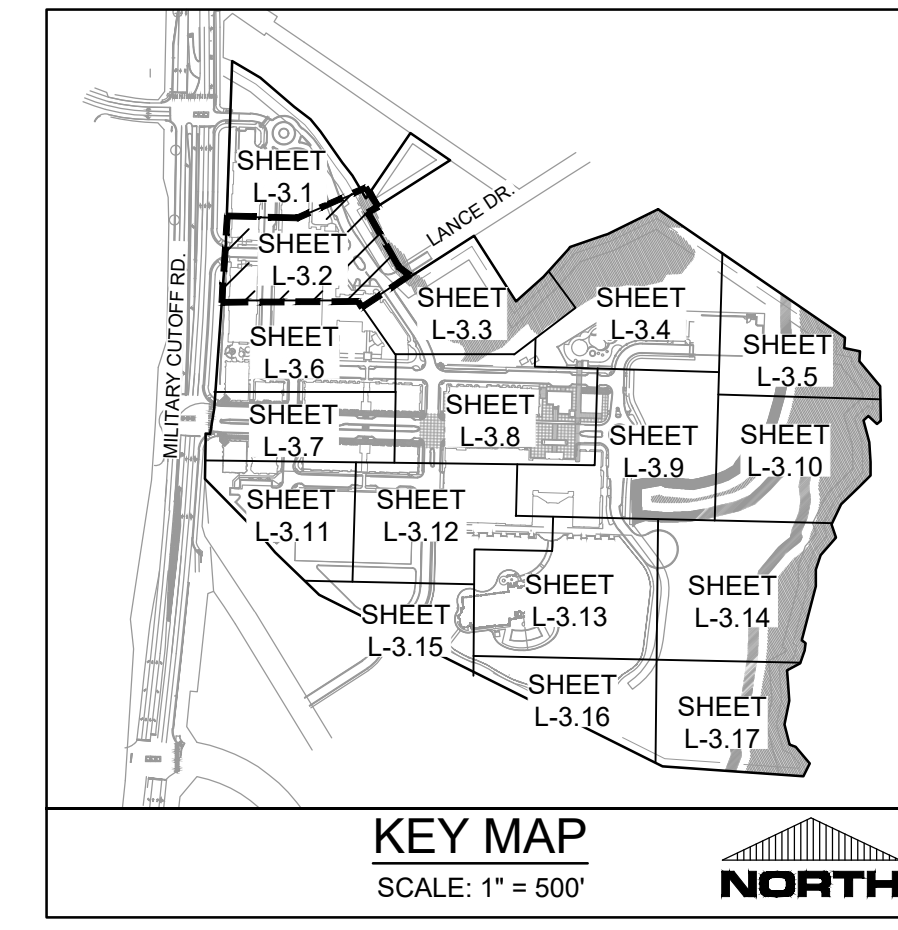 SHEET
L-3.1
LANCE DR.
SHEET
L-3.2
MILITARY CUTOFF RD.
SHEET
L-3.3
SHEET
L-3.4
SHEET
L-3.5
SHEET
L-3.6
SHEET
L-3.7
SHEET
L-3.8
SHEET
L-3.9
SHEET
L-3.10
SHEET
L-3.11
SHEET
L-3.12
SHEET
L-3.13
SHEET
L-3.14
SHEET
L-3.15
SHEET
L-3.16
SHEET
L-3.17
KEY MAP
SCALE: 1" = 500'
NORTH